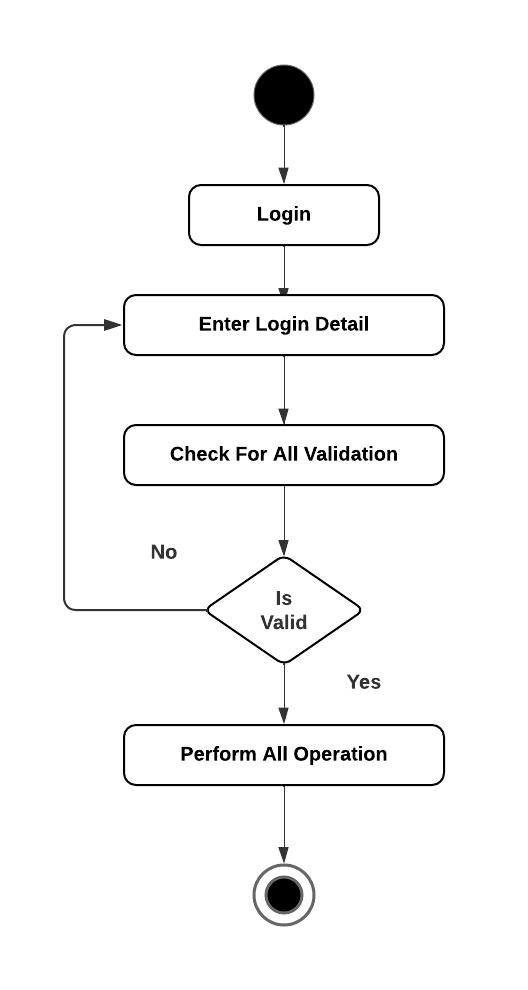 Login
Enter Login Detail
Check For All Validation
No
Is
Valid
Yes
Perform All Operation